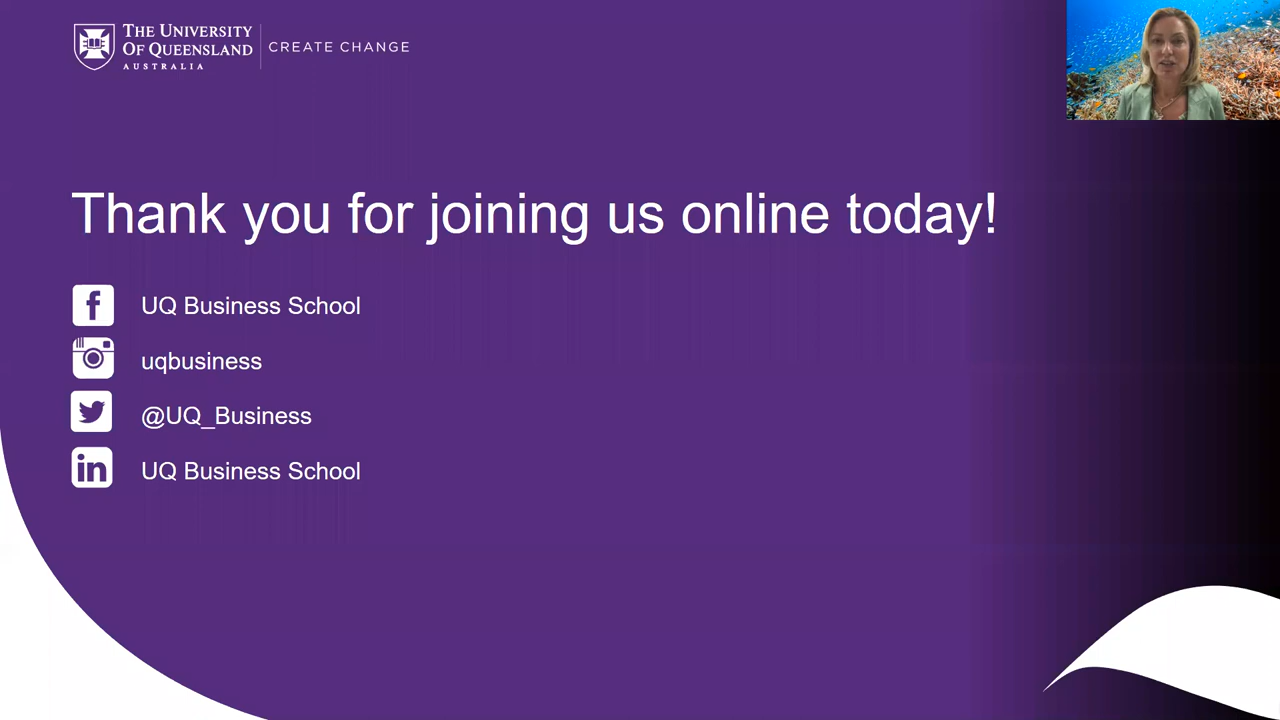 THE UNIVERSITY
OF QUEENSLAND
AUSTRALIA
CREATE CHANGE
Thank you for joining us online today!
UQ Business School
uqbusiness
@UQ_Business
in
UQ Business School